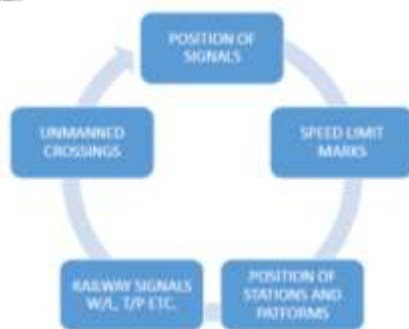 POSITION OF
SIGNALS
SPEED LIMIT
MARKS
POSITION OF
STATIONS AND
PATFORMS
RAILWAY SIGNALS
W/L, T/P ETC.
UNMANNED
CROSSINGS